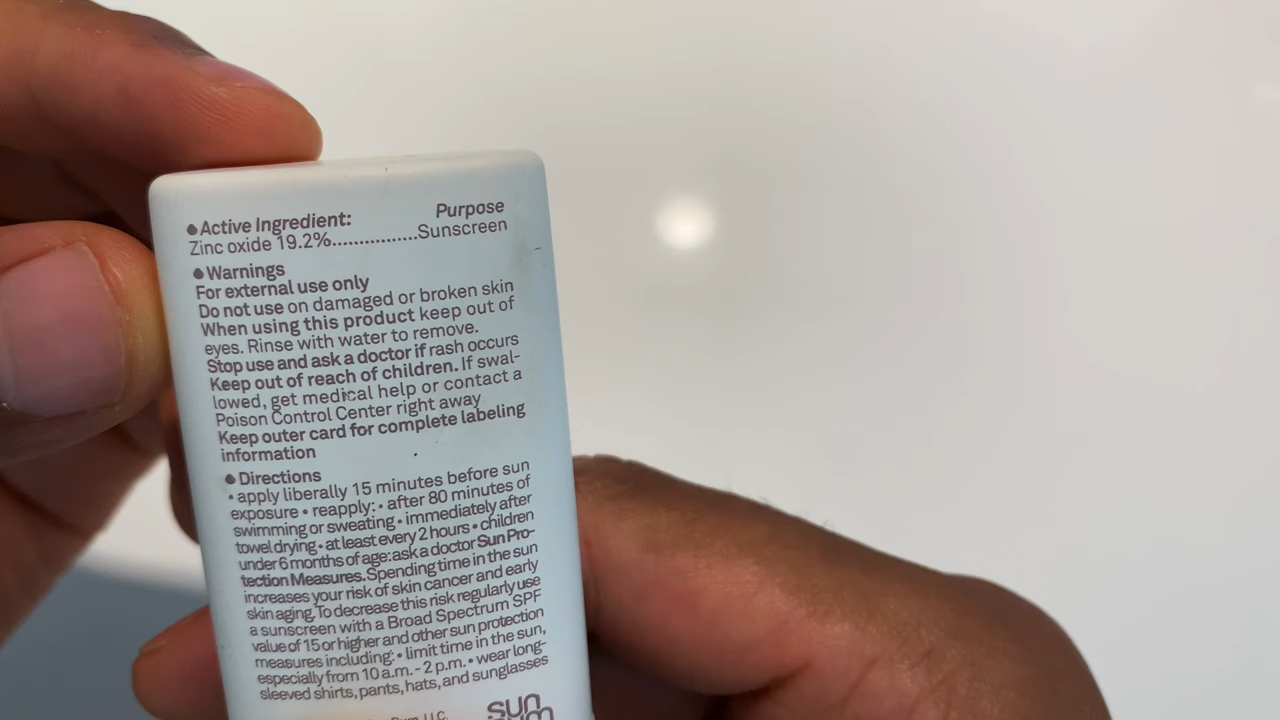 Active Ingredient: Purpose
Zinc oxide 19.2%................Sunscreen
Warnings
For external use only
Do not use on damaged or broken skin
When using this product keep out of
eyes. Rinse with water to remove.
Stop use and ask a doctor if rash occurs
Keep out of reach of children. If swal-
lowed, get medical help or contact a
Poison Control Center right away
Keep outer card for complete labeling
information
Directions
• apply liberally 15 minutes before sun
exposure • reapply: • after 80 minutes of
swimming or sweating • immediately after
towel drying • at least every 2 hours • children
under 6 months of age: ask a doctor Sun Pro-
tection Measures. Spending time in the sun
increases your risk of skin cancer and early
skin aging. To decrease this risk regularly use
a sunscreen with a Broad Spectrum SPF
value of 15 or higher and other sun protection
measures including: • limit time in the sun,
especially from 10 a.m. - 2 p.m. • wear long-
sleeved shirts, pants, hats, and sunglasses
LLC
sun